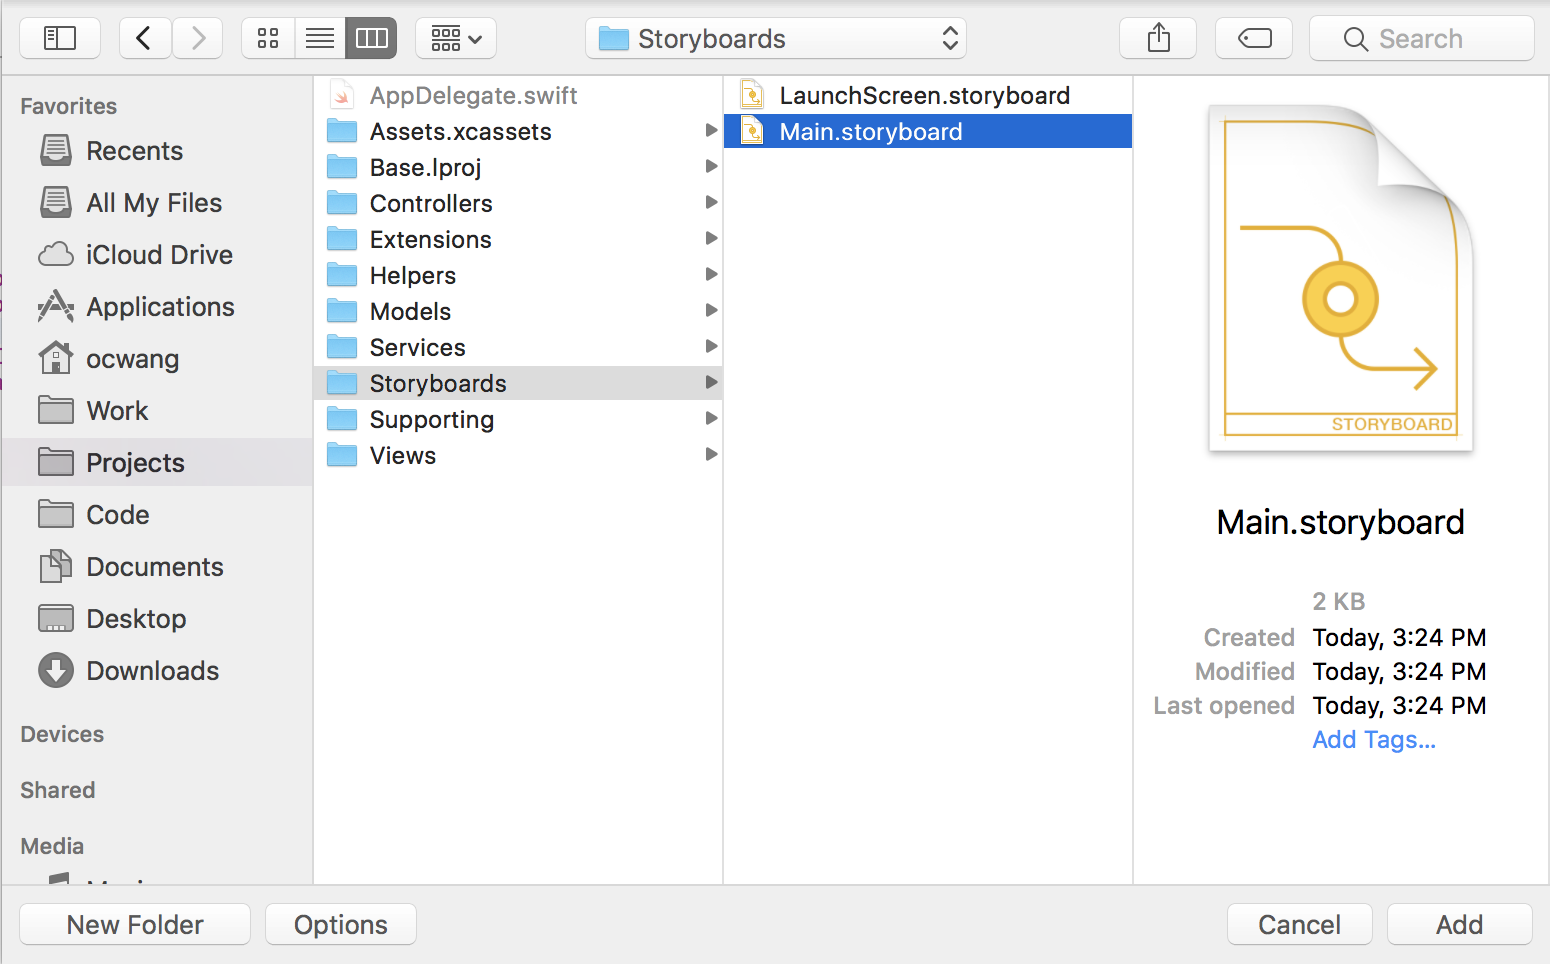 Storyboards
Search
Favorites
Recents
All My Files
iCloud Drive
Applications
ocwang
Work
Projects
Code
Documents
Desktop
Downloads
Devices
Shared
Media
AppDelegate.swift
Assets.xcassets
Base.lproj
Controllers
Extensions
Helpers
Models
Services
Storyboards
Supporting
Views
LaunchScreen.storyboard
Main.storyboard
STORYBOARD
Main.storyboard
2 KB
Created Today, 3:24 PM
Modified Today, 3:24 PM
Last opened Today, 3:24 PM
Add Tags...
New Folder
Options
Cancel
Add